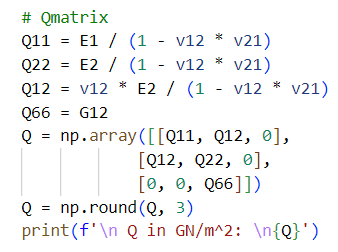 # Qmatrix
Q11 = E1 / (1 - v12 * v21)
Q22 = E2 / (1 - v12 * v21)
Q12 = v12 * E2 / (1 - v12 * v21)
Q66 = G12
Q = np.array([[Q11, Q12, 0],
              [Q12, Q22, 0],
              [0, 0, Q66]])
Q = np.round(Q, 3)
print(f'\n Q in GN/m^2: \n{Q}')